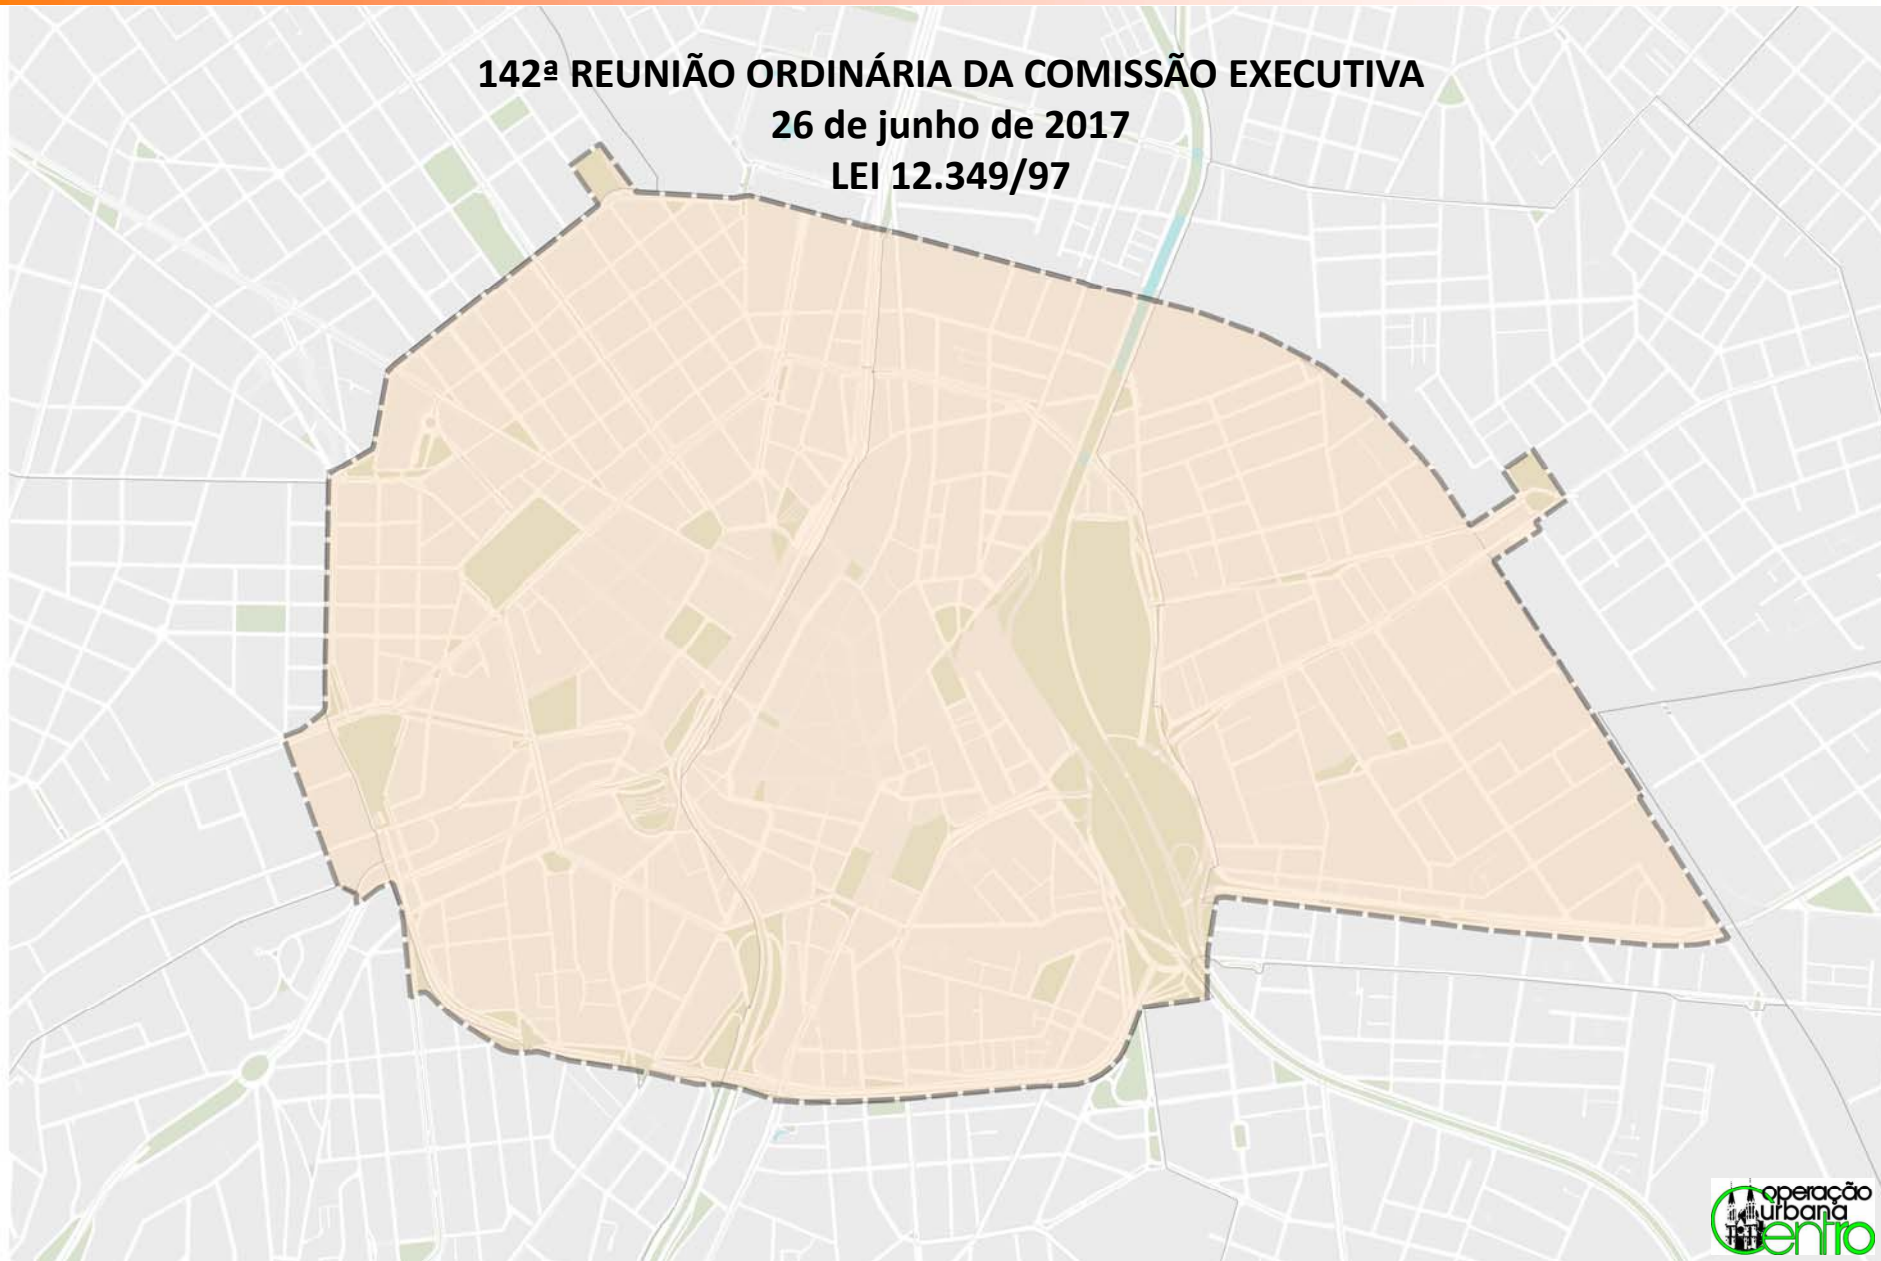 142ª REUNIÃO ORDINÁRIA DA COMISSÃO EXECUTIVA
26 de junho de 2017
LEI 12.349/97
operação
urbana
Centro